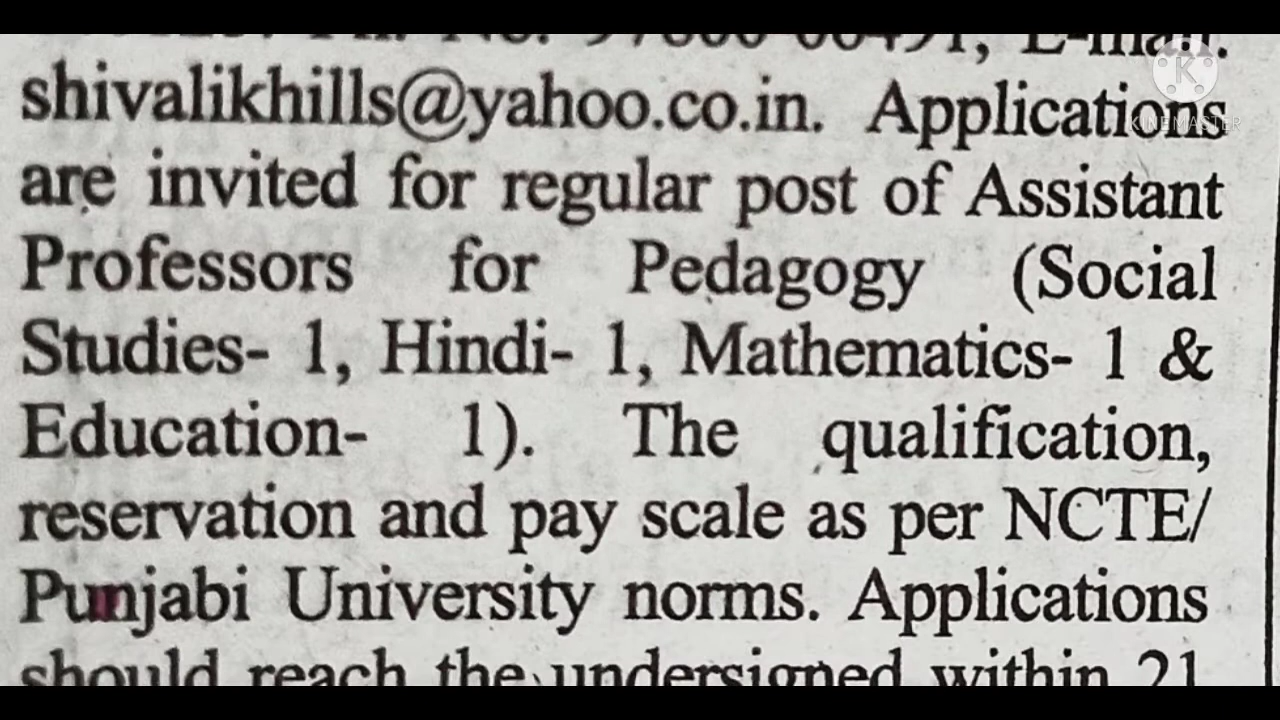 shivalikhills@yahoo.co.in. Applications
are invited for regular post of Assistant
Professors for Pedagogy (Social
Studies- 1, Hindi- 1, Mathematics- 1 &
Education- 1). The qualification,
reservation and pay scale as per NCTE/
Punjabi University norms. Applications
should reach the undersigned within 21
KINEMASTER